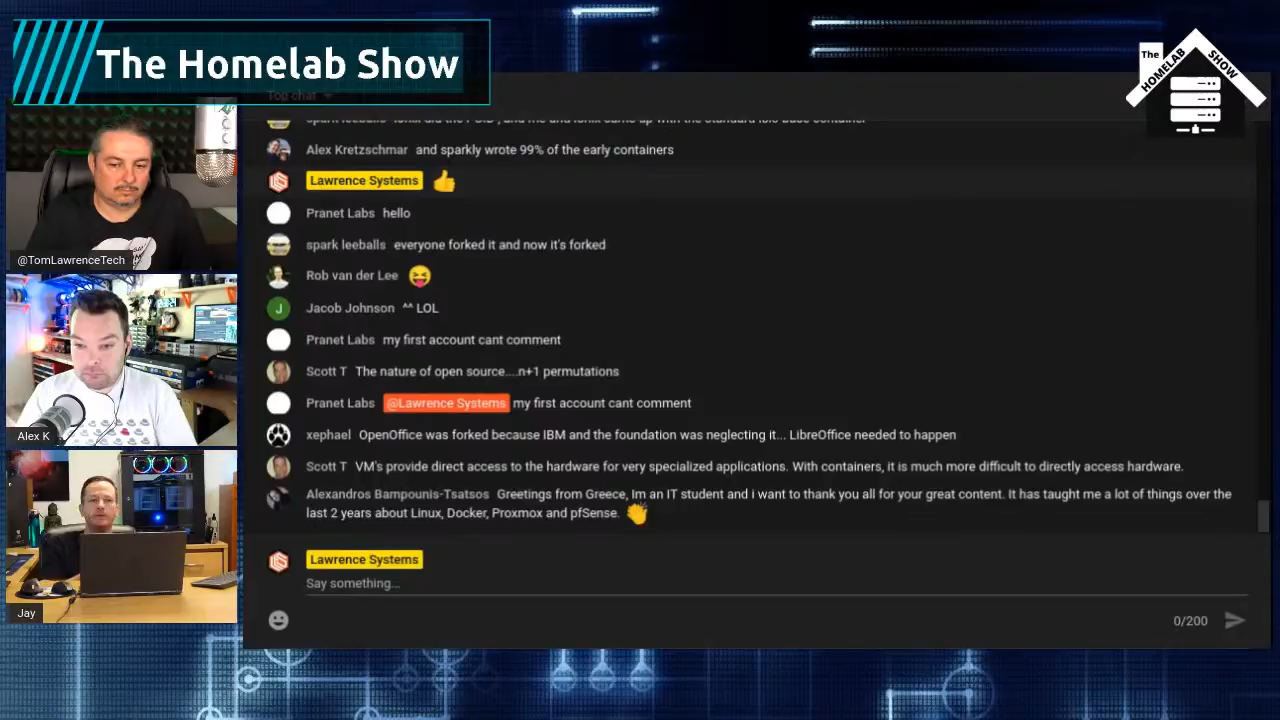 The Homelab Show
The
HOMELAB
SHOW
Top chat
Alex Kretzschmar and sparkly wrote 99% of the early containers
Lawrence Systems 👍
Pranet Labs hello
spark leeballs everyone forked it and now it's forked
Rob van der Lee 😝
J Jacob Johnson ^^ LOL
Pranet Labs my first account cant comment
Scott T The nature of open source....n+1 permutations
Pranet Labs @Lawrence Systems my first account cant comment
xephael OpenOffice was forked because IBM and the foundation was neglecting it... LibreOffice needed to happen
Scott T VM's provide direct access to the hardware for very specialized applications. With containers, it is much more difficult to directly access hardware.
Alexandros Bampounis-Tsatsos Greetings from Greece, Im an IT student and i want to thank you all for your great content. It has taught me a lot of things over the
last 2 years about Linux, Docker, Proxmox and pfSense. 👏
Lawrence Systems
Say something...
0/200
@TomLawrenceTech
Alex K
Jay